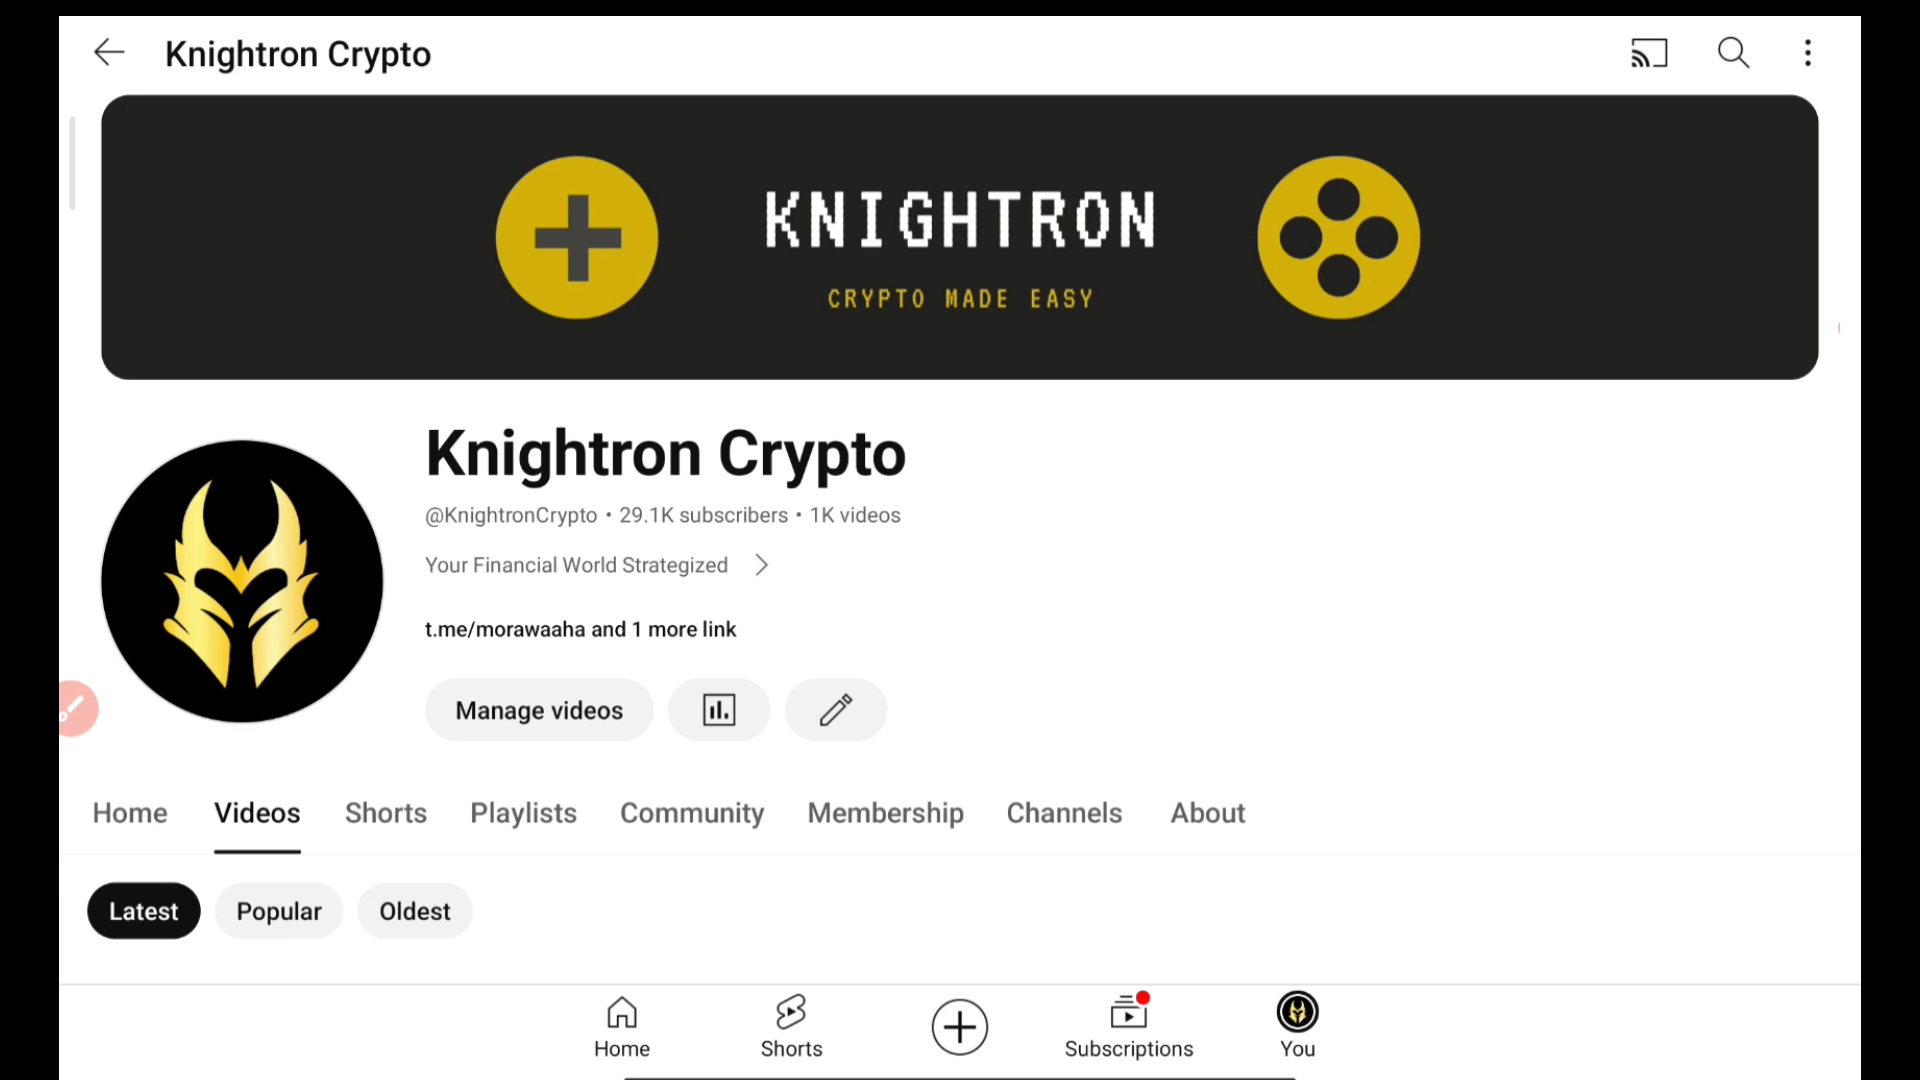 Knightron Crypto
KNIGHTRON
CRYPTO MADE EASY
Knightron Crypto
@KnightronCrypto • 29.1K subscribers • 1K videos
Your Financial World Strategized
t.me/morawaaha and 1 more link
Manage videos
Home Videos Shorts Playlists Community Membership Channels About
Latest Popular Oldest
Home Shorts Subscriptions You